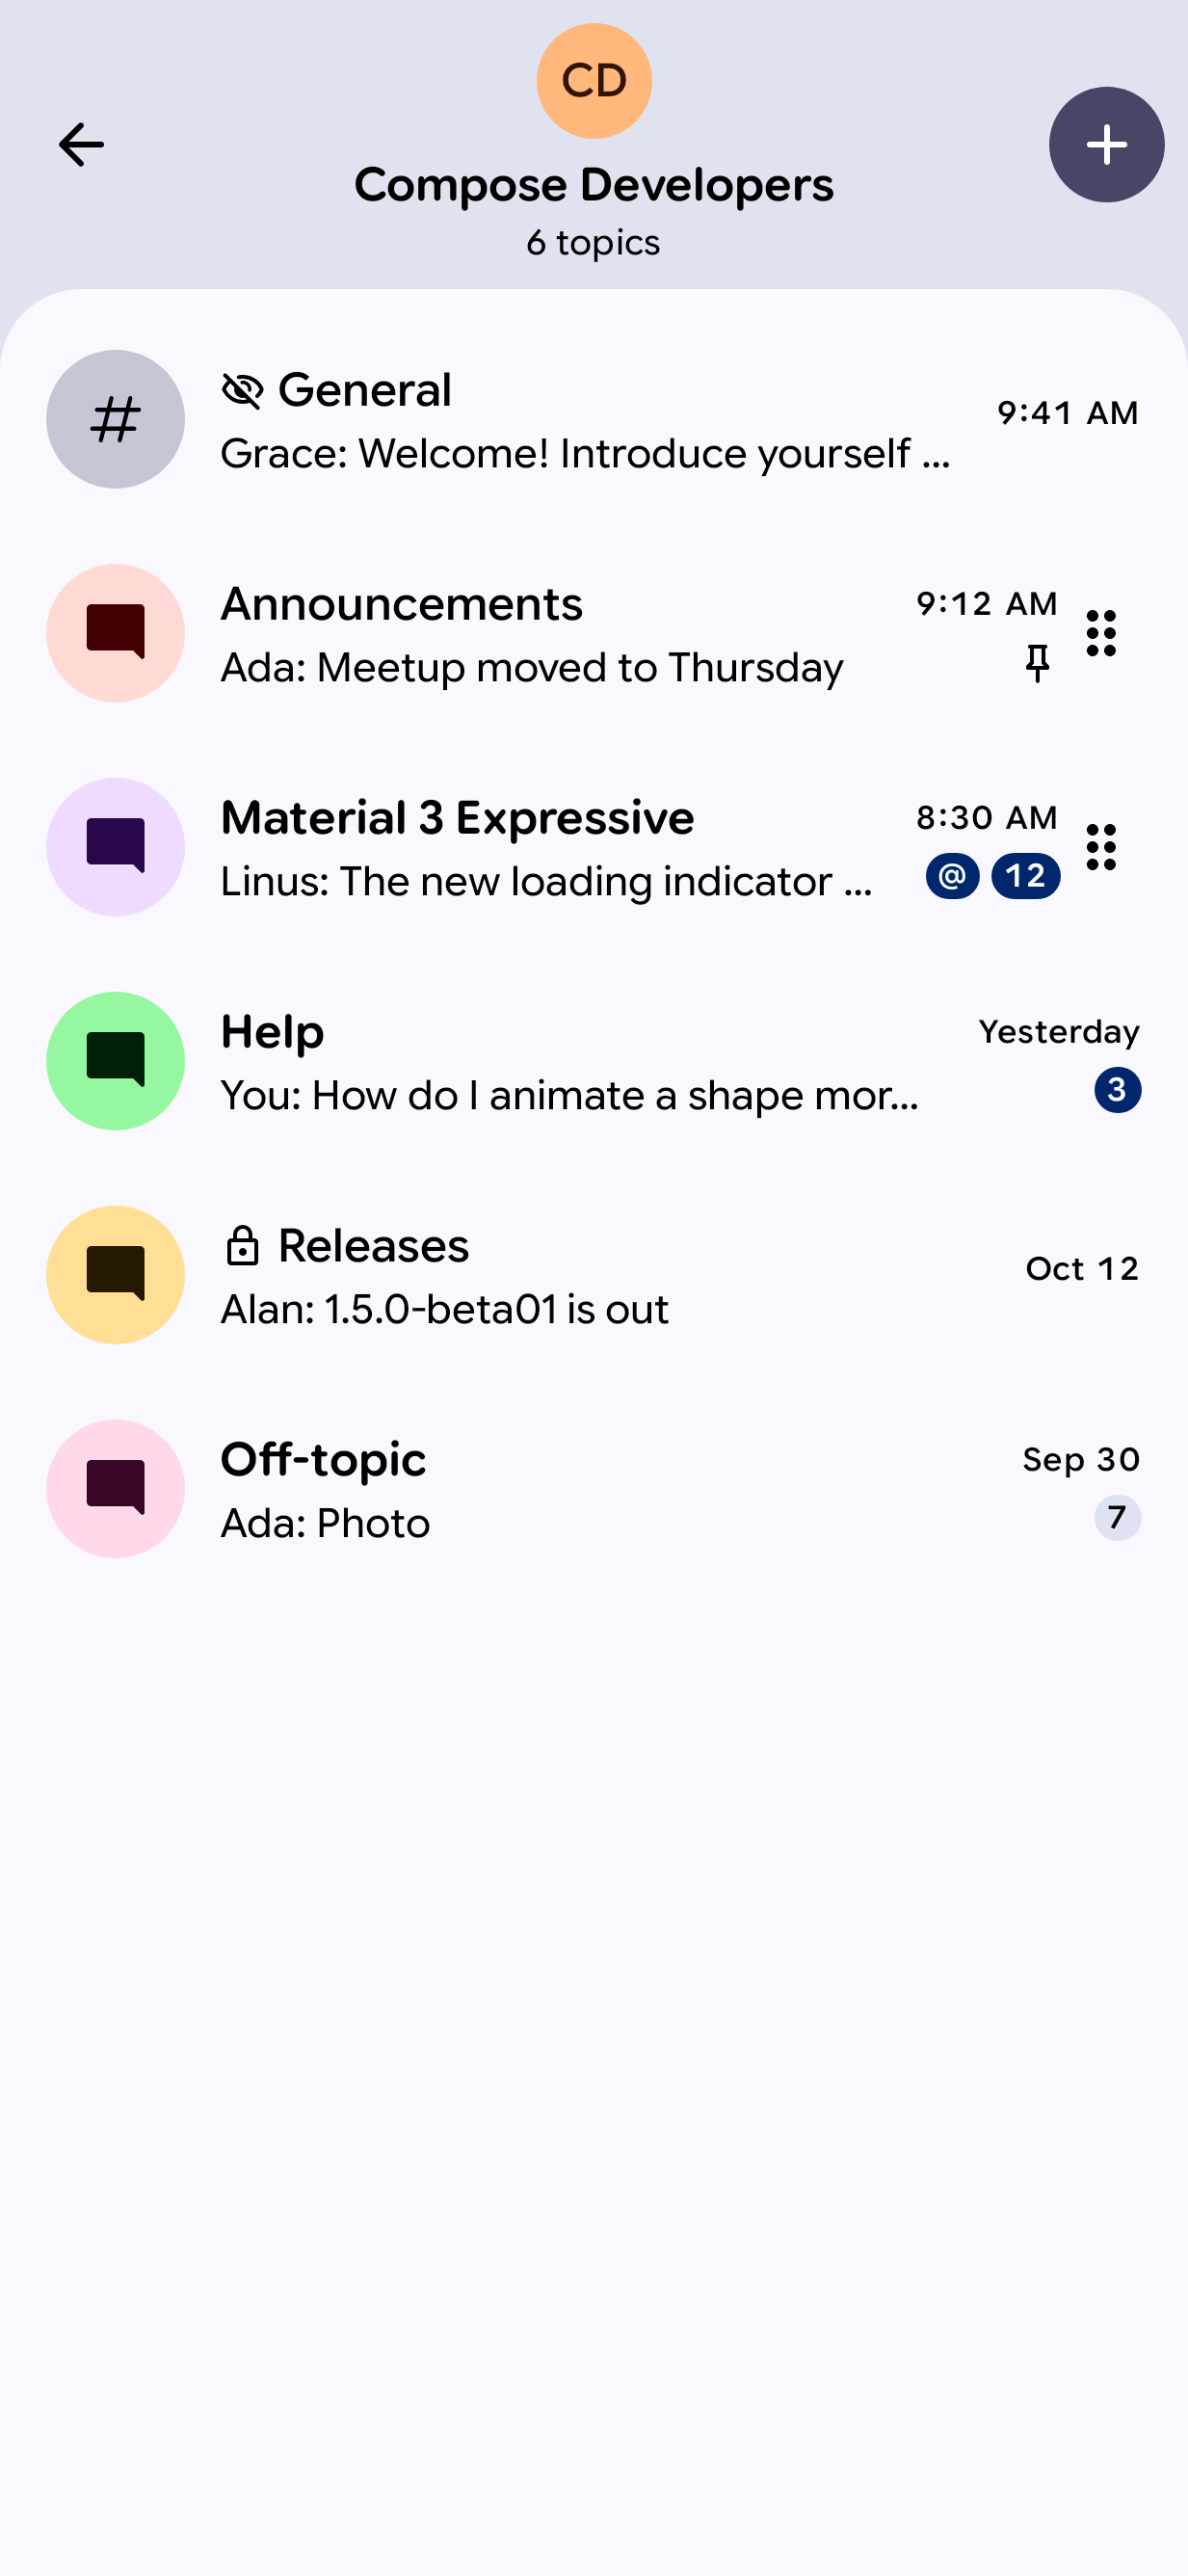 CD
Compose Developers
6 topics
#
General
9:41 AM
Grace: Welcome! Introduce yourself ...
Announcements
9:12 AM
Ada: Meetup moved to Thursday
Material 3 Expressive
8:30 AM
Linus: The new loading indicator ...
@ 12
Help
Yesterday
You: How do I animate a shape mor...
3
Releases
Oct 12
Alan: 1.5.0-beta01 is out
Off-topic
Sep 30
Ada: Photo
7